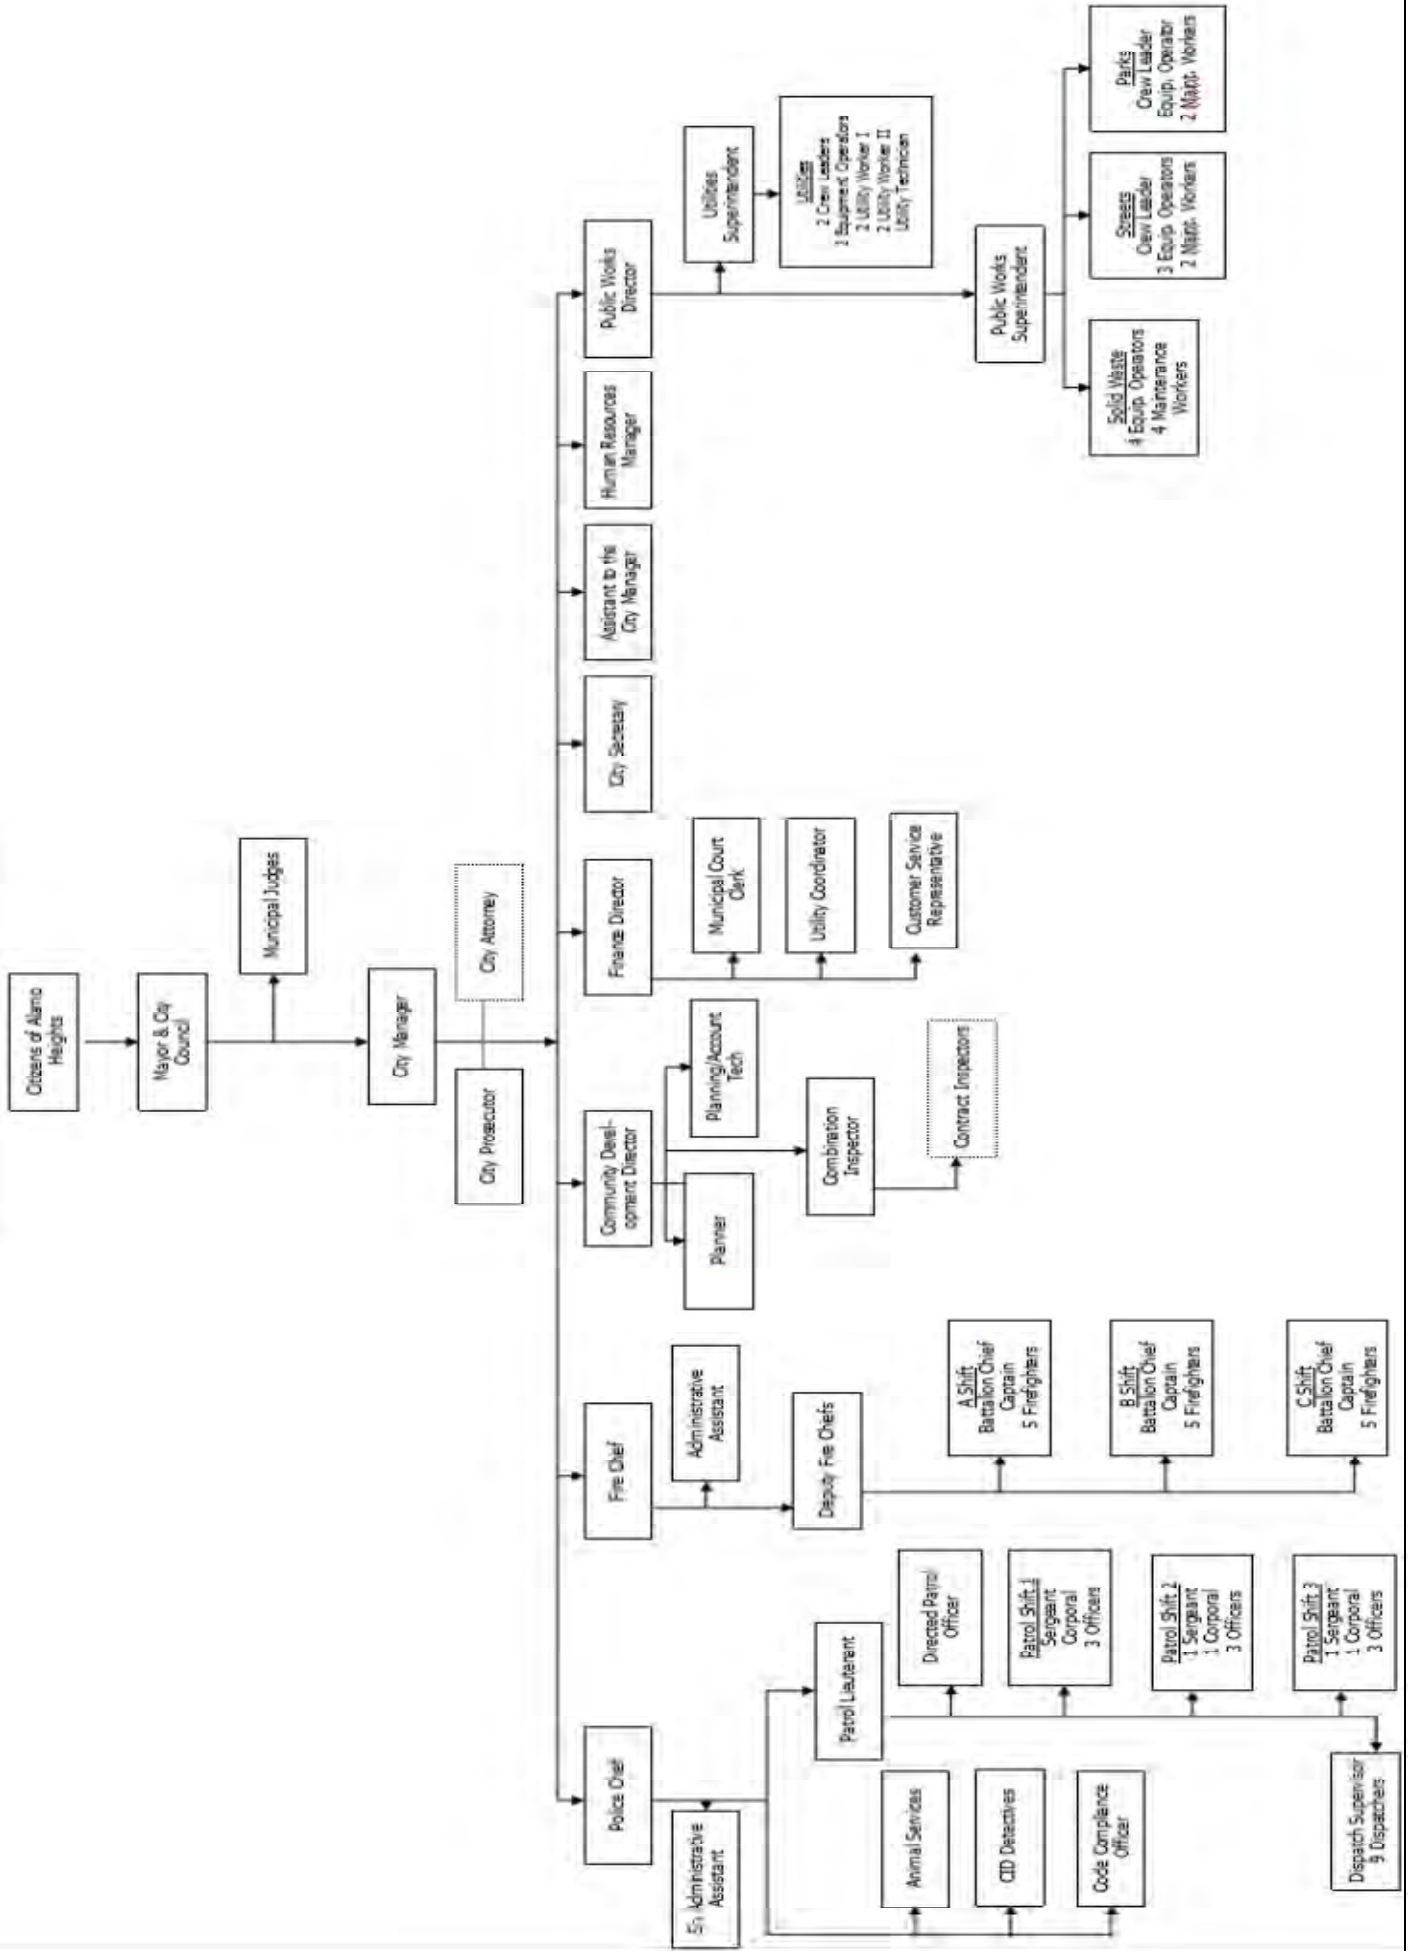 Citizens of Alamo
Heights
Mayor & City
Council
Municipal Judges
City Manager
City Prosecutor
City Attorney
Police Chief
Fire Chief
Community Devel-
opment Director
Finance Director
City Secretary
Assistant to the
City Manager
Human Resources
Manager
Public Works
Director
Administrative
Assistant
Patrol Lieutenant
Animal Services
CID Detectives
Code Compliance
Officer
Directed Patrol
Officer
Patrol Shift 1
Sergeant
Corporal
3 Officers
Patrol Shift 2
1 Sergeant
1 Corporal
3 Officers
Patrol Shift 3
1 Sergeant
1 Corporal
3 Officers
Dispatch Supervisor
9 Dispatchers
Administrative
Assistant
Deputy Fire Chiefs
A Shift
Battalion Chief
Captain
5 Firefighters
B Shift
Battalion Chief
Captain
5 Firefighters
C Shift
Battalion Chief
Captain
5 Firefighters
Planner
Planning/Account
Tech
Combination
Inspector
Contract Inspectors
Municipal Court
Clerk
Utility Coordinator
Customer Service
Representative
Utilities
Superintendent
Utilities
2 Crew Leaders
Equipment Operators
2 Utility Worker I
2 Utility Worker II
Utility Technician
Public Works
Superintendent
Solid Waste
4 Equip. Operators
4 Maintenance
Workers
Streets
Crew Leader
3 Equip. Operators
2 Maint. Workers
Parks
Crew Leader
Equip. Operator
2 Maint. Workers